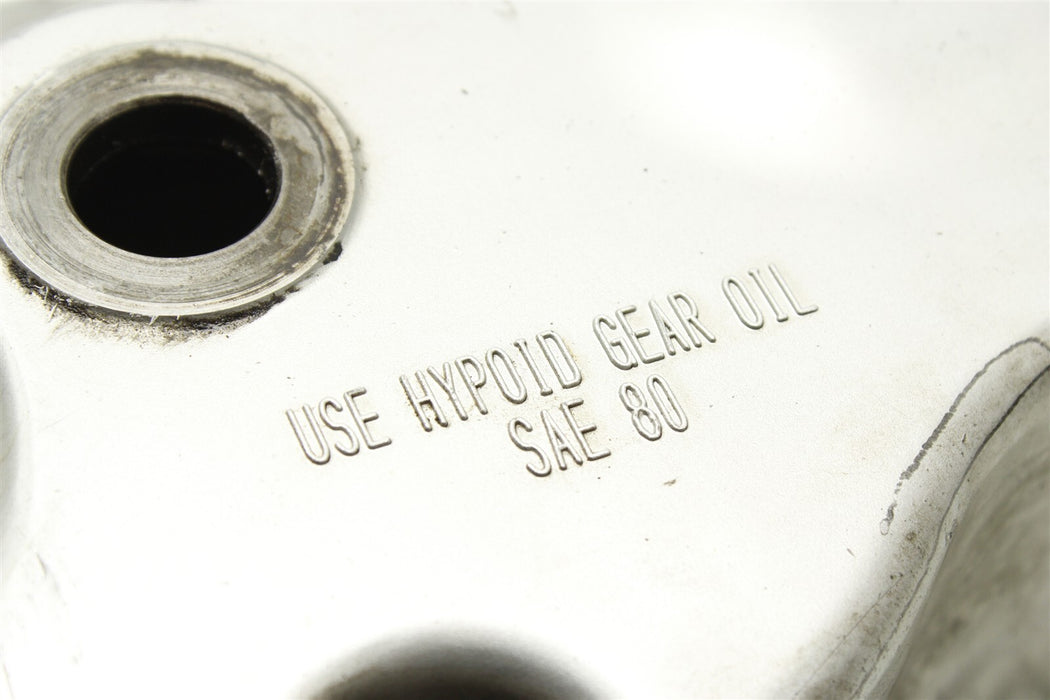 USE HYPOID GEAR OIL
SAE 80